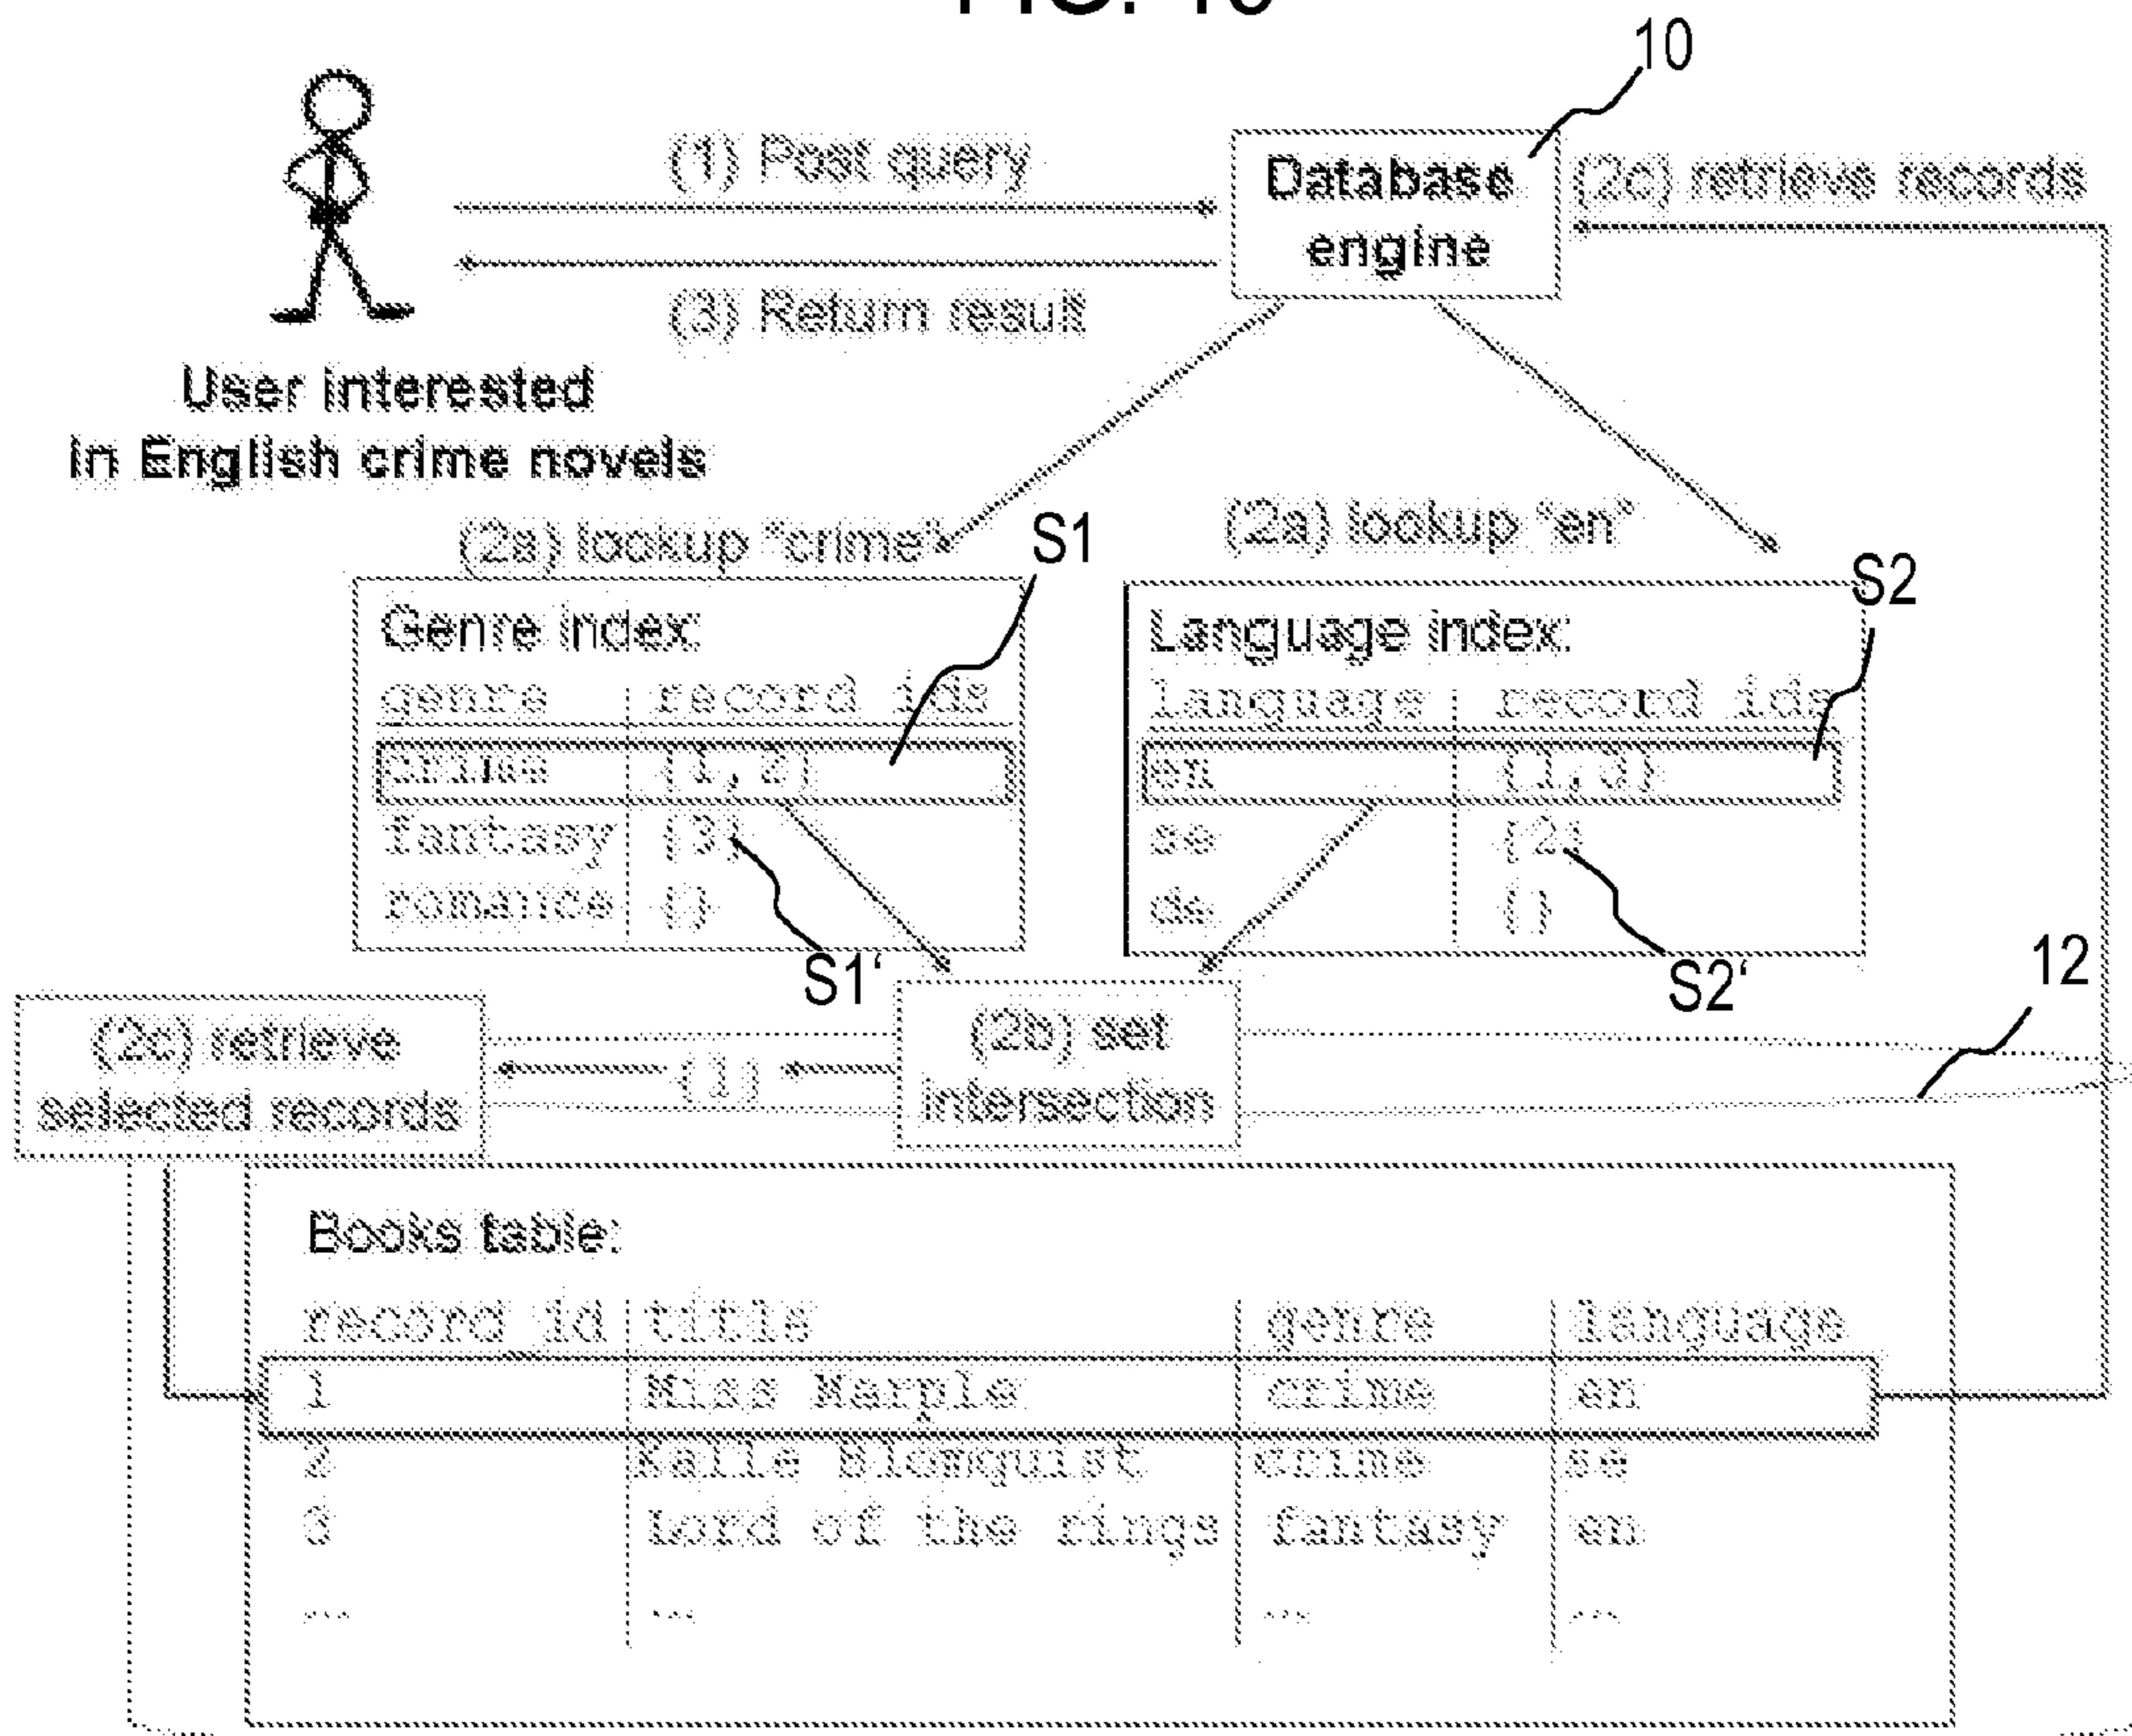 10
(1) Post query
Database
engine
(2c) retrieve records
(3) Return result
User interested
in English crime novels
(2a) lookup "crime"
S1
(2a) lookup "en"
S2
Genre index:
genre record ids
crime {1,2}
fantasy {3}
romance {}
S1'
Language index:
language record ids
en {1,3}
se {2}
de {}
S2'
12
(2c) retrieve
selected records
{1}
(2b) set
intersection
Books table:
record_id title genre language
1 Miss Marple crime en
2 Kalle Blomquist crime se
3 Lord of the rings fantasy en
... ... ... ...